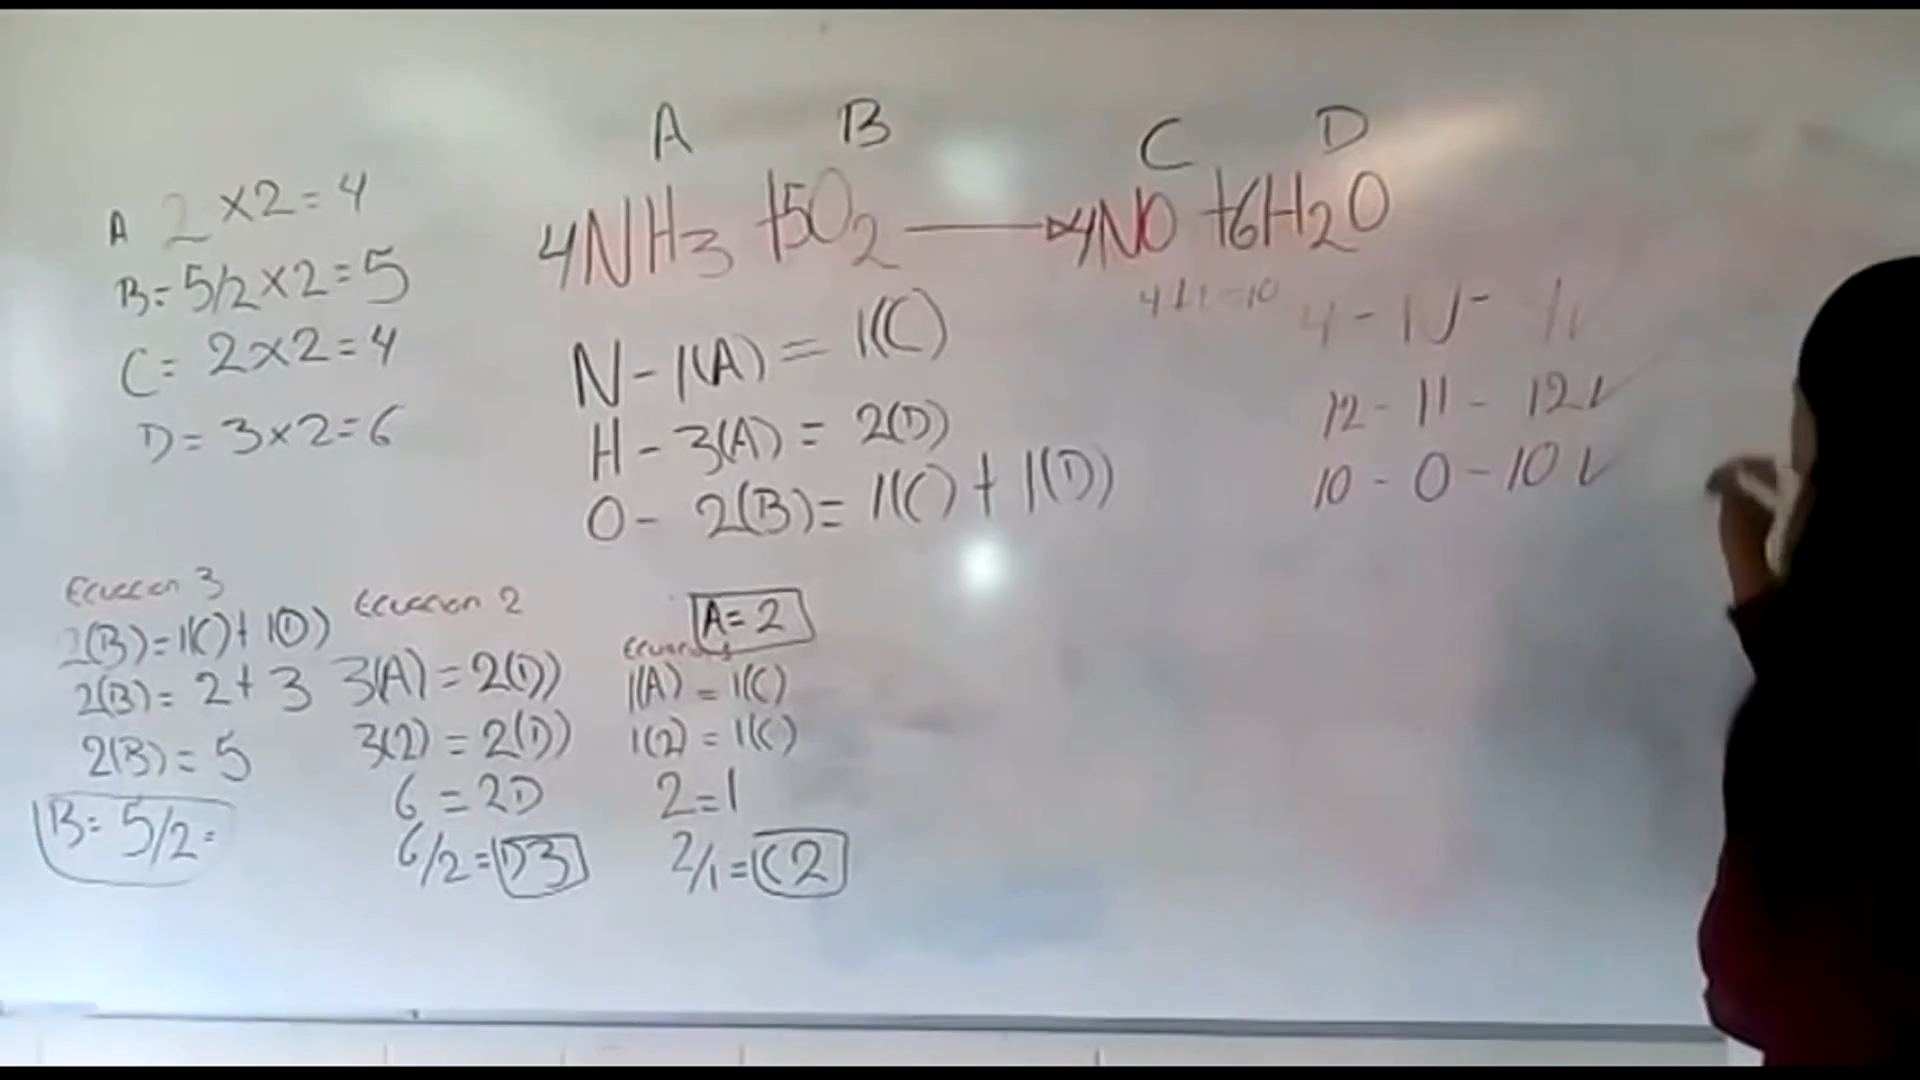 A B C D
4NH3 +5O2 → 4NO +6H2O
A 2 x2=4
B= 5/2x2=5
C= 2x2=4
D= 3x2=6
N - 1(A) = 1(C)
H - 3(A) = 2(D)
O - 2(B)= 1(C) + 1(D)
4 - N -
12 - H - 12 ✓
10 - O - 10 ✓
Ecuacion 3
2(B)=1(C)+1(D)
2(B)= 2+3
2(B)= 5
B= 5/2=
Ecuacion 2
3(A)=2(D)
3(2)=2(D)
6 = 2D
6/2 = D3
A=2
1(A) = 1(C)
1(2) = 1(C)
2=1
2/1= C2